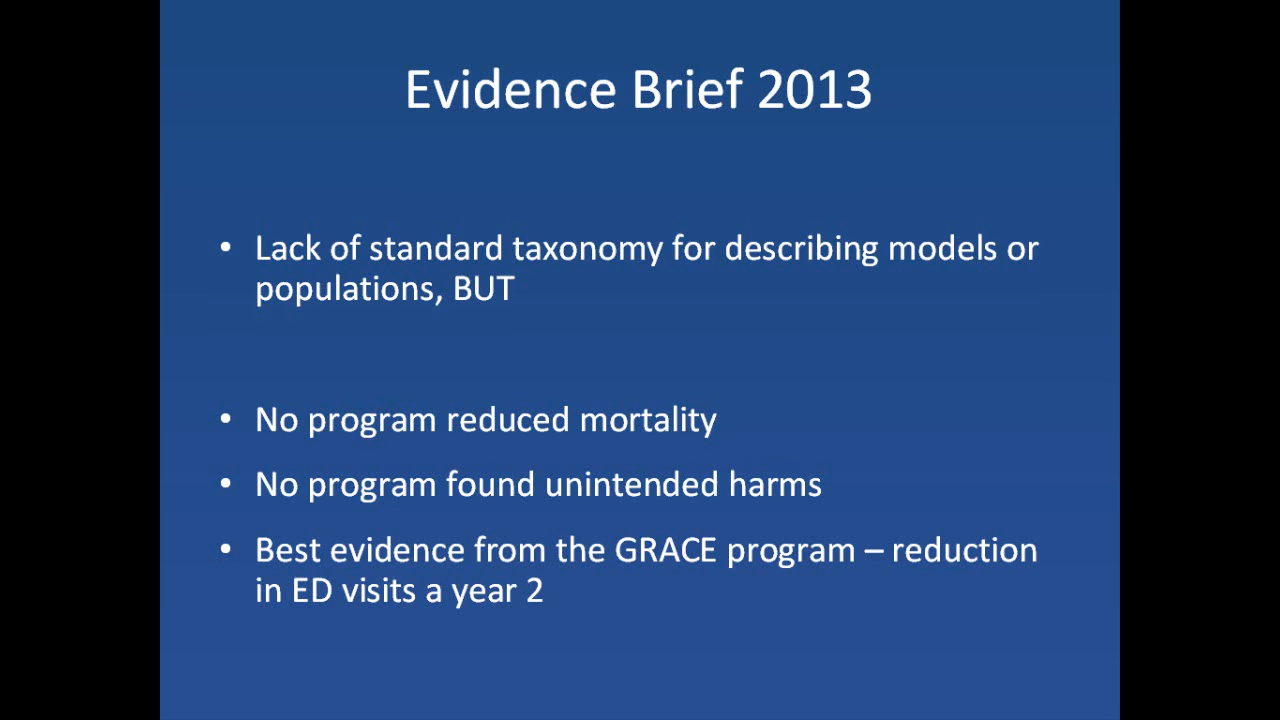 Evidence Brief 2013
• Lack of standard taxonomy for describing models or
populations, BUT
• No program reduced mortality
• No program found unintended harms
• Best evidence from the GRACE program – reduction
in ED visits a year 2